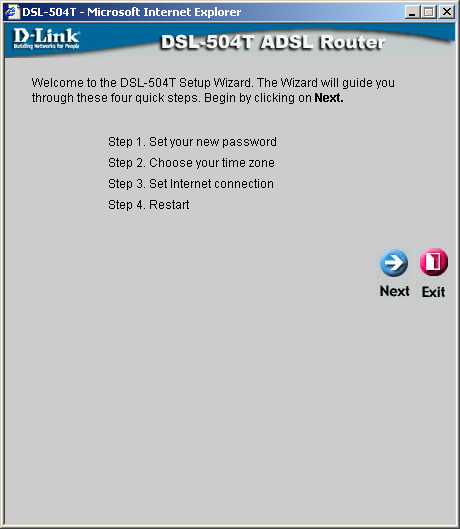 DSL-504T - Microsoft Internet Explorer
D-Link
Building Networks for People
DSL-504T ADSL Router
Welcome to the DSL-504T Setup Wizard. The Wizard will guide you
through these four quick steps. Begin by clicking on Next.
Step 1. Set your new password
Step 2. Choose your time zone
Step 3. Set Internet connection
Step 4. Restart
Next Exit